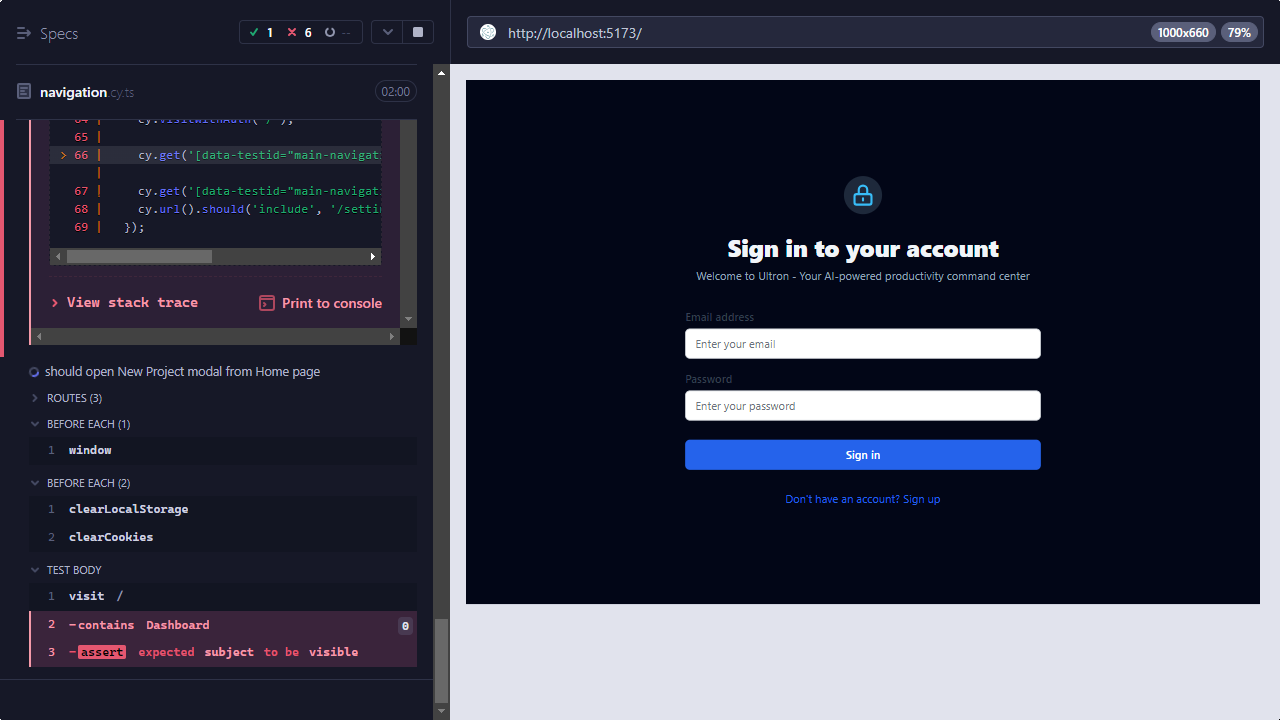 Specs
1 6 --
navigation.cy.ts
02:00
64 | cy.visitWithAuth('/');
65 |
> 66 | cy.get('[data-testid="main-navigati
|
67 | cy.get('[data-testid="main-navigati
68 | cy.url().should('include', '/settin
69 | });
View stack trace
Print to console
should open New Project modal from Home page
ROUTES (3)
BEFORE EACH (1)
1 window
BEFORE EACH (2)
1 clearLocalStorage
2 clearCookies
TEST BODY
1 visit /
2 -contains Dashboard 0
3 -assert expected subject to be visible
http://localhost:5173/
1000x660 79%
Sign in to your account
Welcome to Ultron - Your AI-powered productivity command center
Email address
Enter your email
Password
Enter your password
Sign in
Don't have an account? Sign up